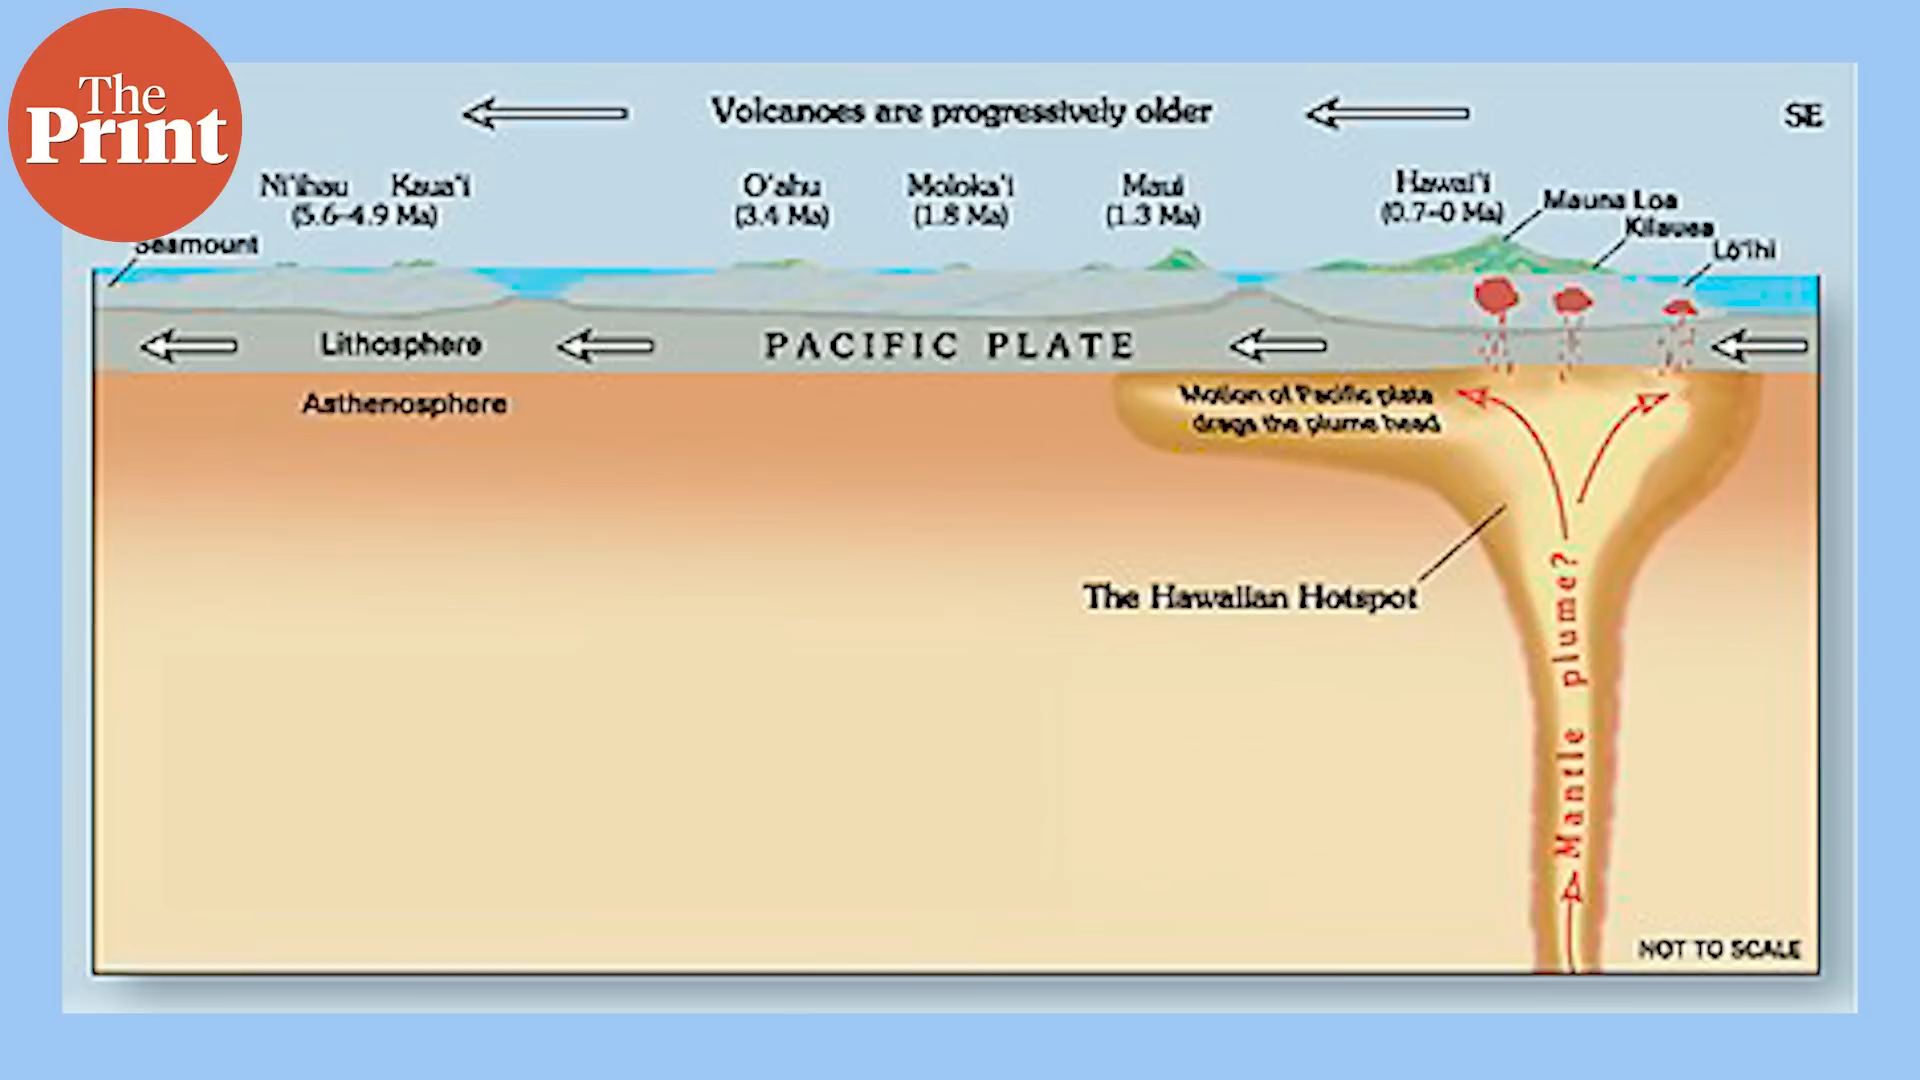 The
Print
Volcanoes are progressively older
SE
Ni'ihau Kaua'i
(5.6-4.9 Ma)
O'ahu
(3.4 Ma)
Moloka'i
(1.8 Ma)
Maui
(1.3 Ma)
Hawai'i
(0.7-0 Ma)
Mauna Loa
Kilauea
Lō'ihi
Seamount
Lithosphere
PACIFIC PLATE
Asthenosphere
Motion of Pacific plate
drags the plume head
The Hawaiian Hotspot
Mantle plume?
NOT TO SCALE